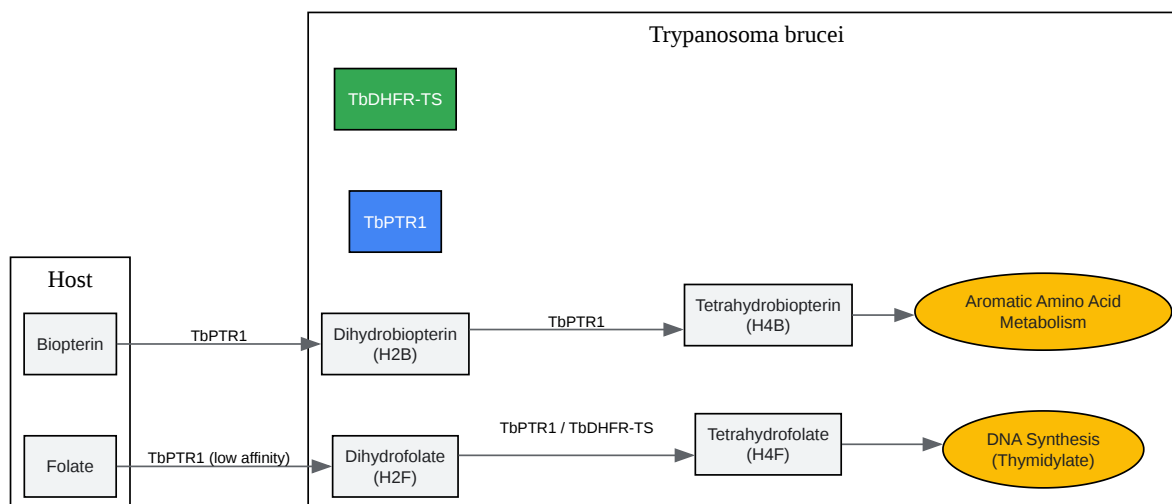 Trypanosoma brucei
TbDHFR-TS
TbPTR1
Host
Biopterin
TbPTR1
Dihydrobiopterin
(H2B)
TbPTR1
Tetrahydrobiopterin
(H4B)
Aromatic Amino Acid
Metabolism
Folate
TbPTR1 (low affinity)
Dihydrofolate
(H2F)
TbPTR1 / TbDHFR-TS
Tetrahydrofolate
(H4F)
DNA Synthesis
(Thymidylate)